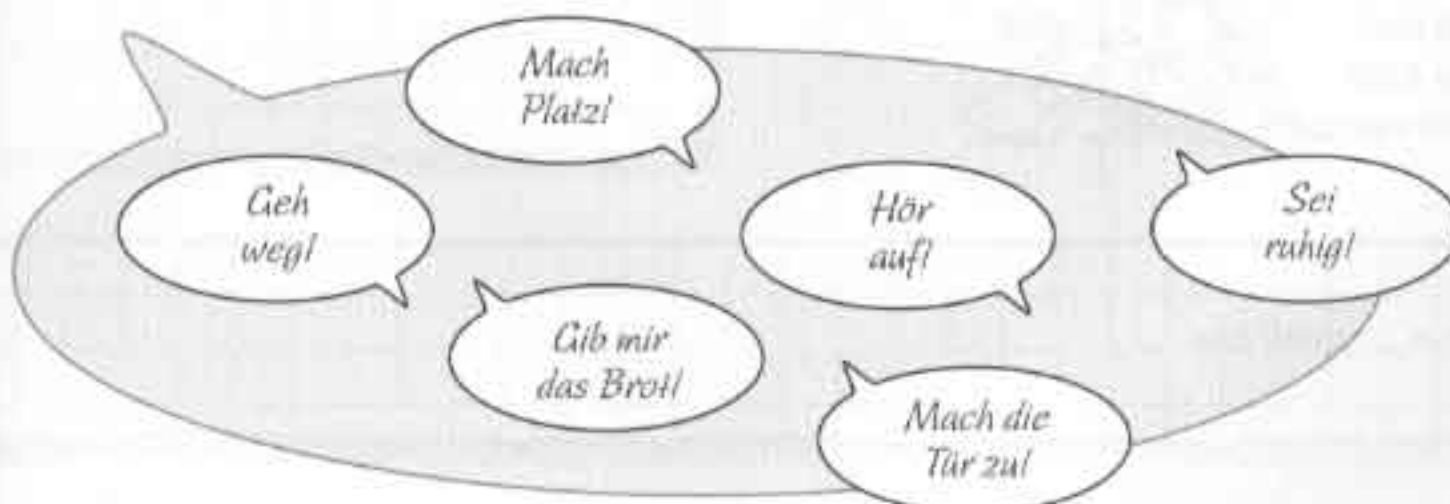 Mach
Platz!
Geh
weg!
Hör
auf!
Sei
ruhig!
Gib mir
das Brot!
Mach die
Tür zu!